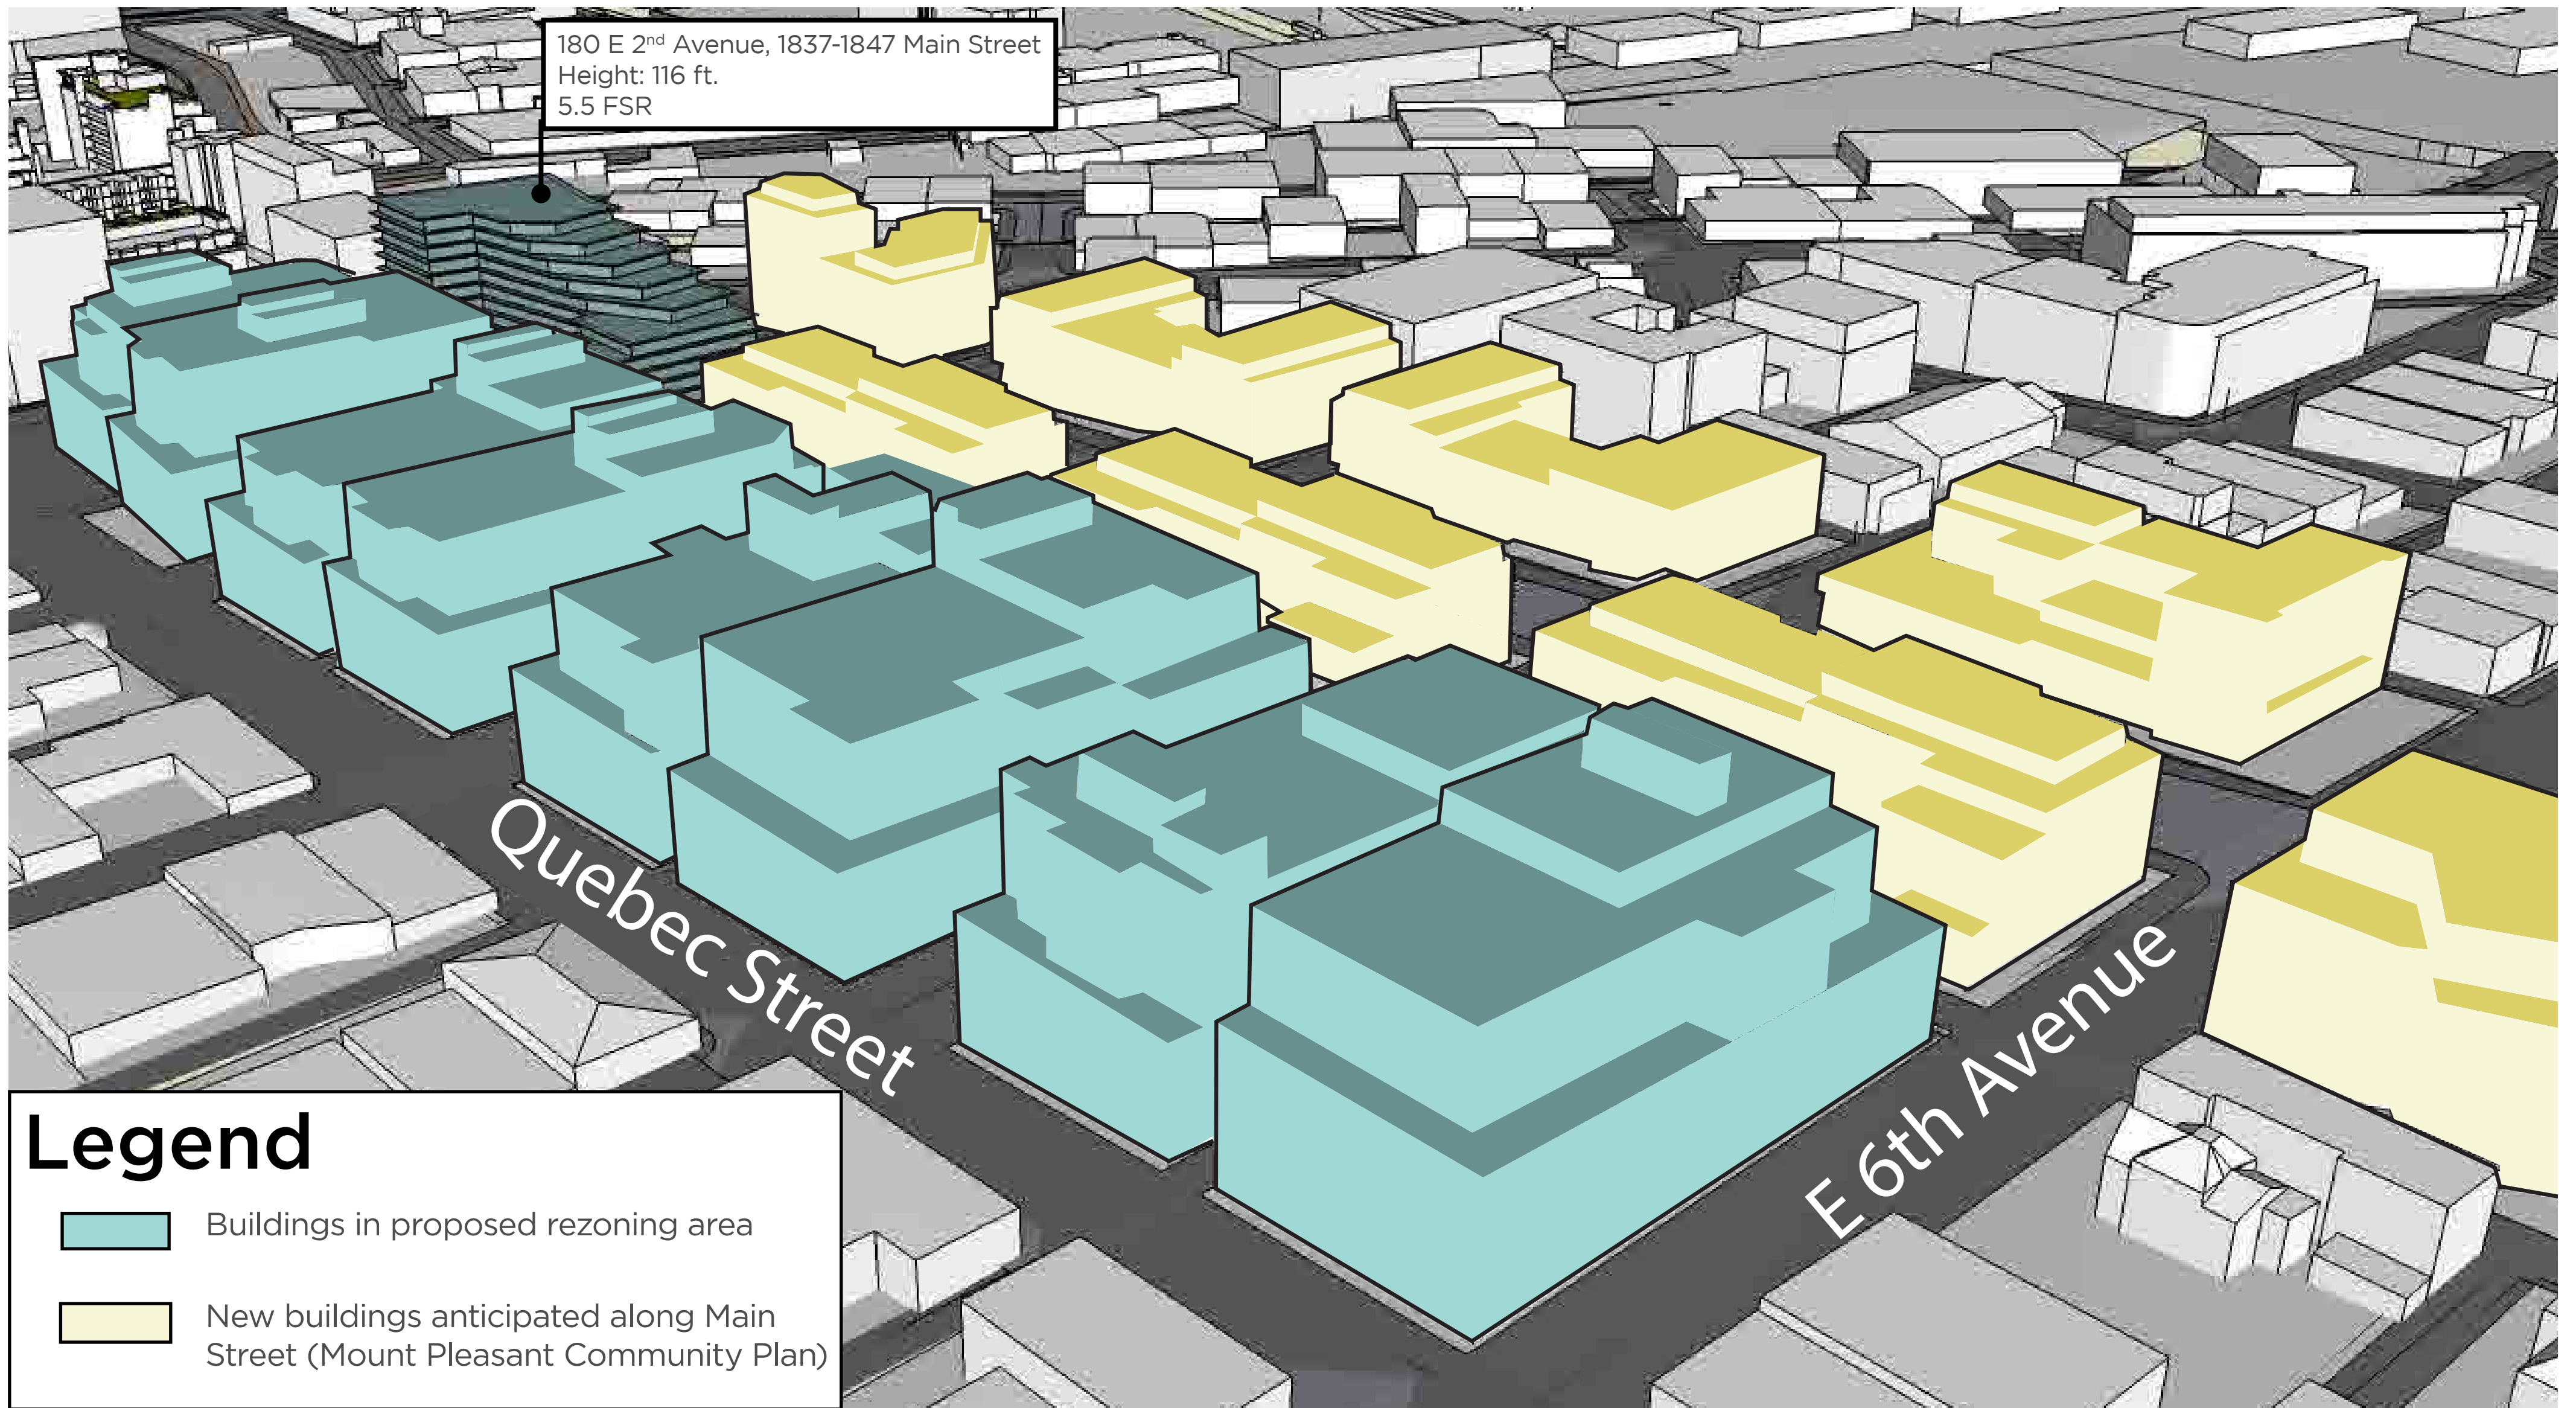 180 E 2nd Avenue, 1837-1847 Main Street
Height: 116 ft.
5.5 FSR
Quebec Street
E 6th Avenue
Legend
Buildings in proposed rezoning area
New buildings anticipated along Main
Street (Mount Pleasant Community Plan)